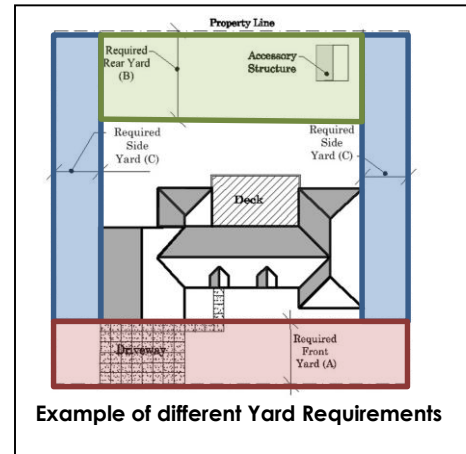 Property Line
Required
Rear Yard
(B)
Accessory
Structure
Required
Side
Yard (C)
Required
Side
Yard (C)
Deck
Driveway
Required
Front
Yard (A)
Example of different Yard Requirements